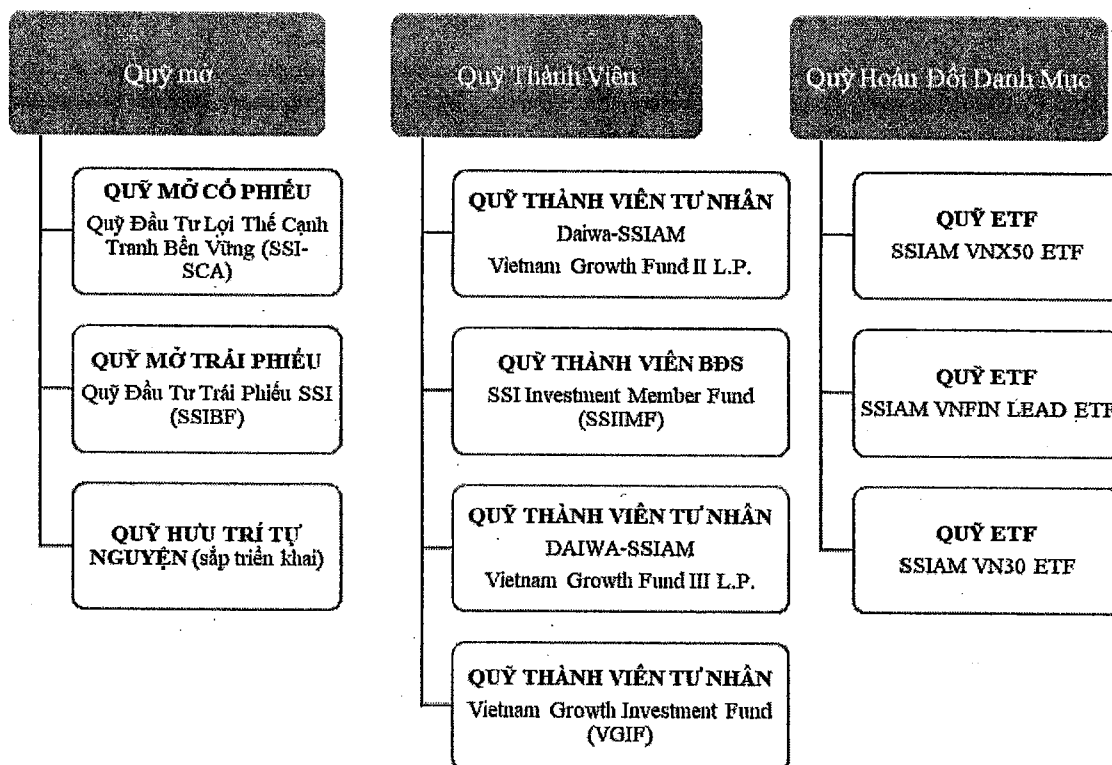 Quỹ mở
QUỸ MỞ CỔ PHIẾU
Quỹ Đầu Tư Lợi Thế Cạnh
Tranh Bền Vững (SSI-
SCA)
QUỸ MỞ TRÁI PHIẾU
Quỹ Đầu Tư Trái Phiếu SSI
(SSIBF)
QUỸ HƯU TRÍ TỰ
NGUYỆN (sắp triển khai)
Quỹ Thành Viên
QUỸ THÀNH VIÊN TƯ NHÂN
Daiwa-SSIAM
Vietnam Growth Fund II L.P.
QUỸ THÀNH VIÊN BĐS
SSI Investment Member Fund
(SSIIMF)
QUỸ THÀNH VIÊN TƯ NHÂN
DAIWA-SSIAM
Vietnam Growth Fund III L.P.
QUỸ THÀNH VIÊN TƯ NHÂN
Vietnam Growth Investment Fund
(VGIF)
Quỹ Hoán Đổi Danh Mục
QUỸ ETF
SSIAM VNX50 ETF
QUỸ ETF
SSIAM VNFIN LEAD ETF
QUỸ ETF
SSIAM VN30 ETF